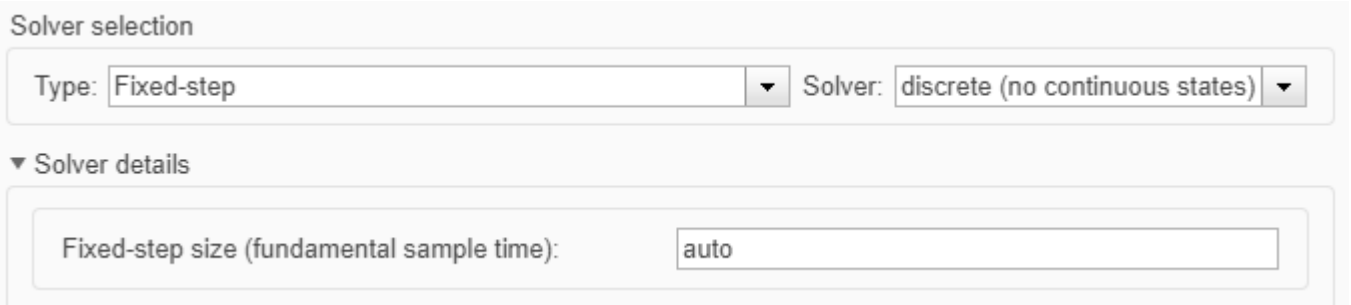 Solver selection
Type: Fixed-step Solver: discrete (no continuous states)
Solver details
Fixed-step size (fundamental sample time): auto